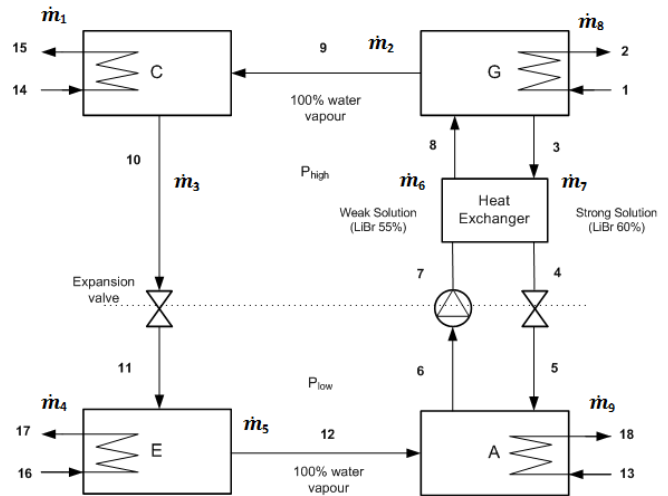 ṁ₁
ṁ₂
ṁ₈
15
C
9
G
2
14
1
100% water
vapour
10
8
3
ṁ₃
P_high
ṁ₆
ṁ₇
Weak Solution
(LiBr 55%)
Heat
Exchanger
Strong Solution
(LiBr 60%)
7
4
Expansion
valve
11
6
5
P_low
ṁ₄
ṁ₅
ṁ₉
17
E
12
A
18
16
13
100% water
vapour